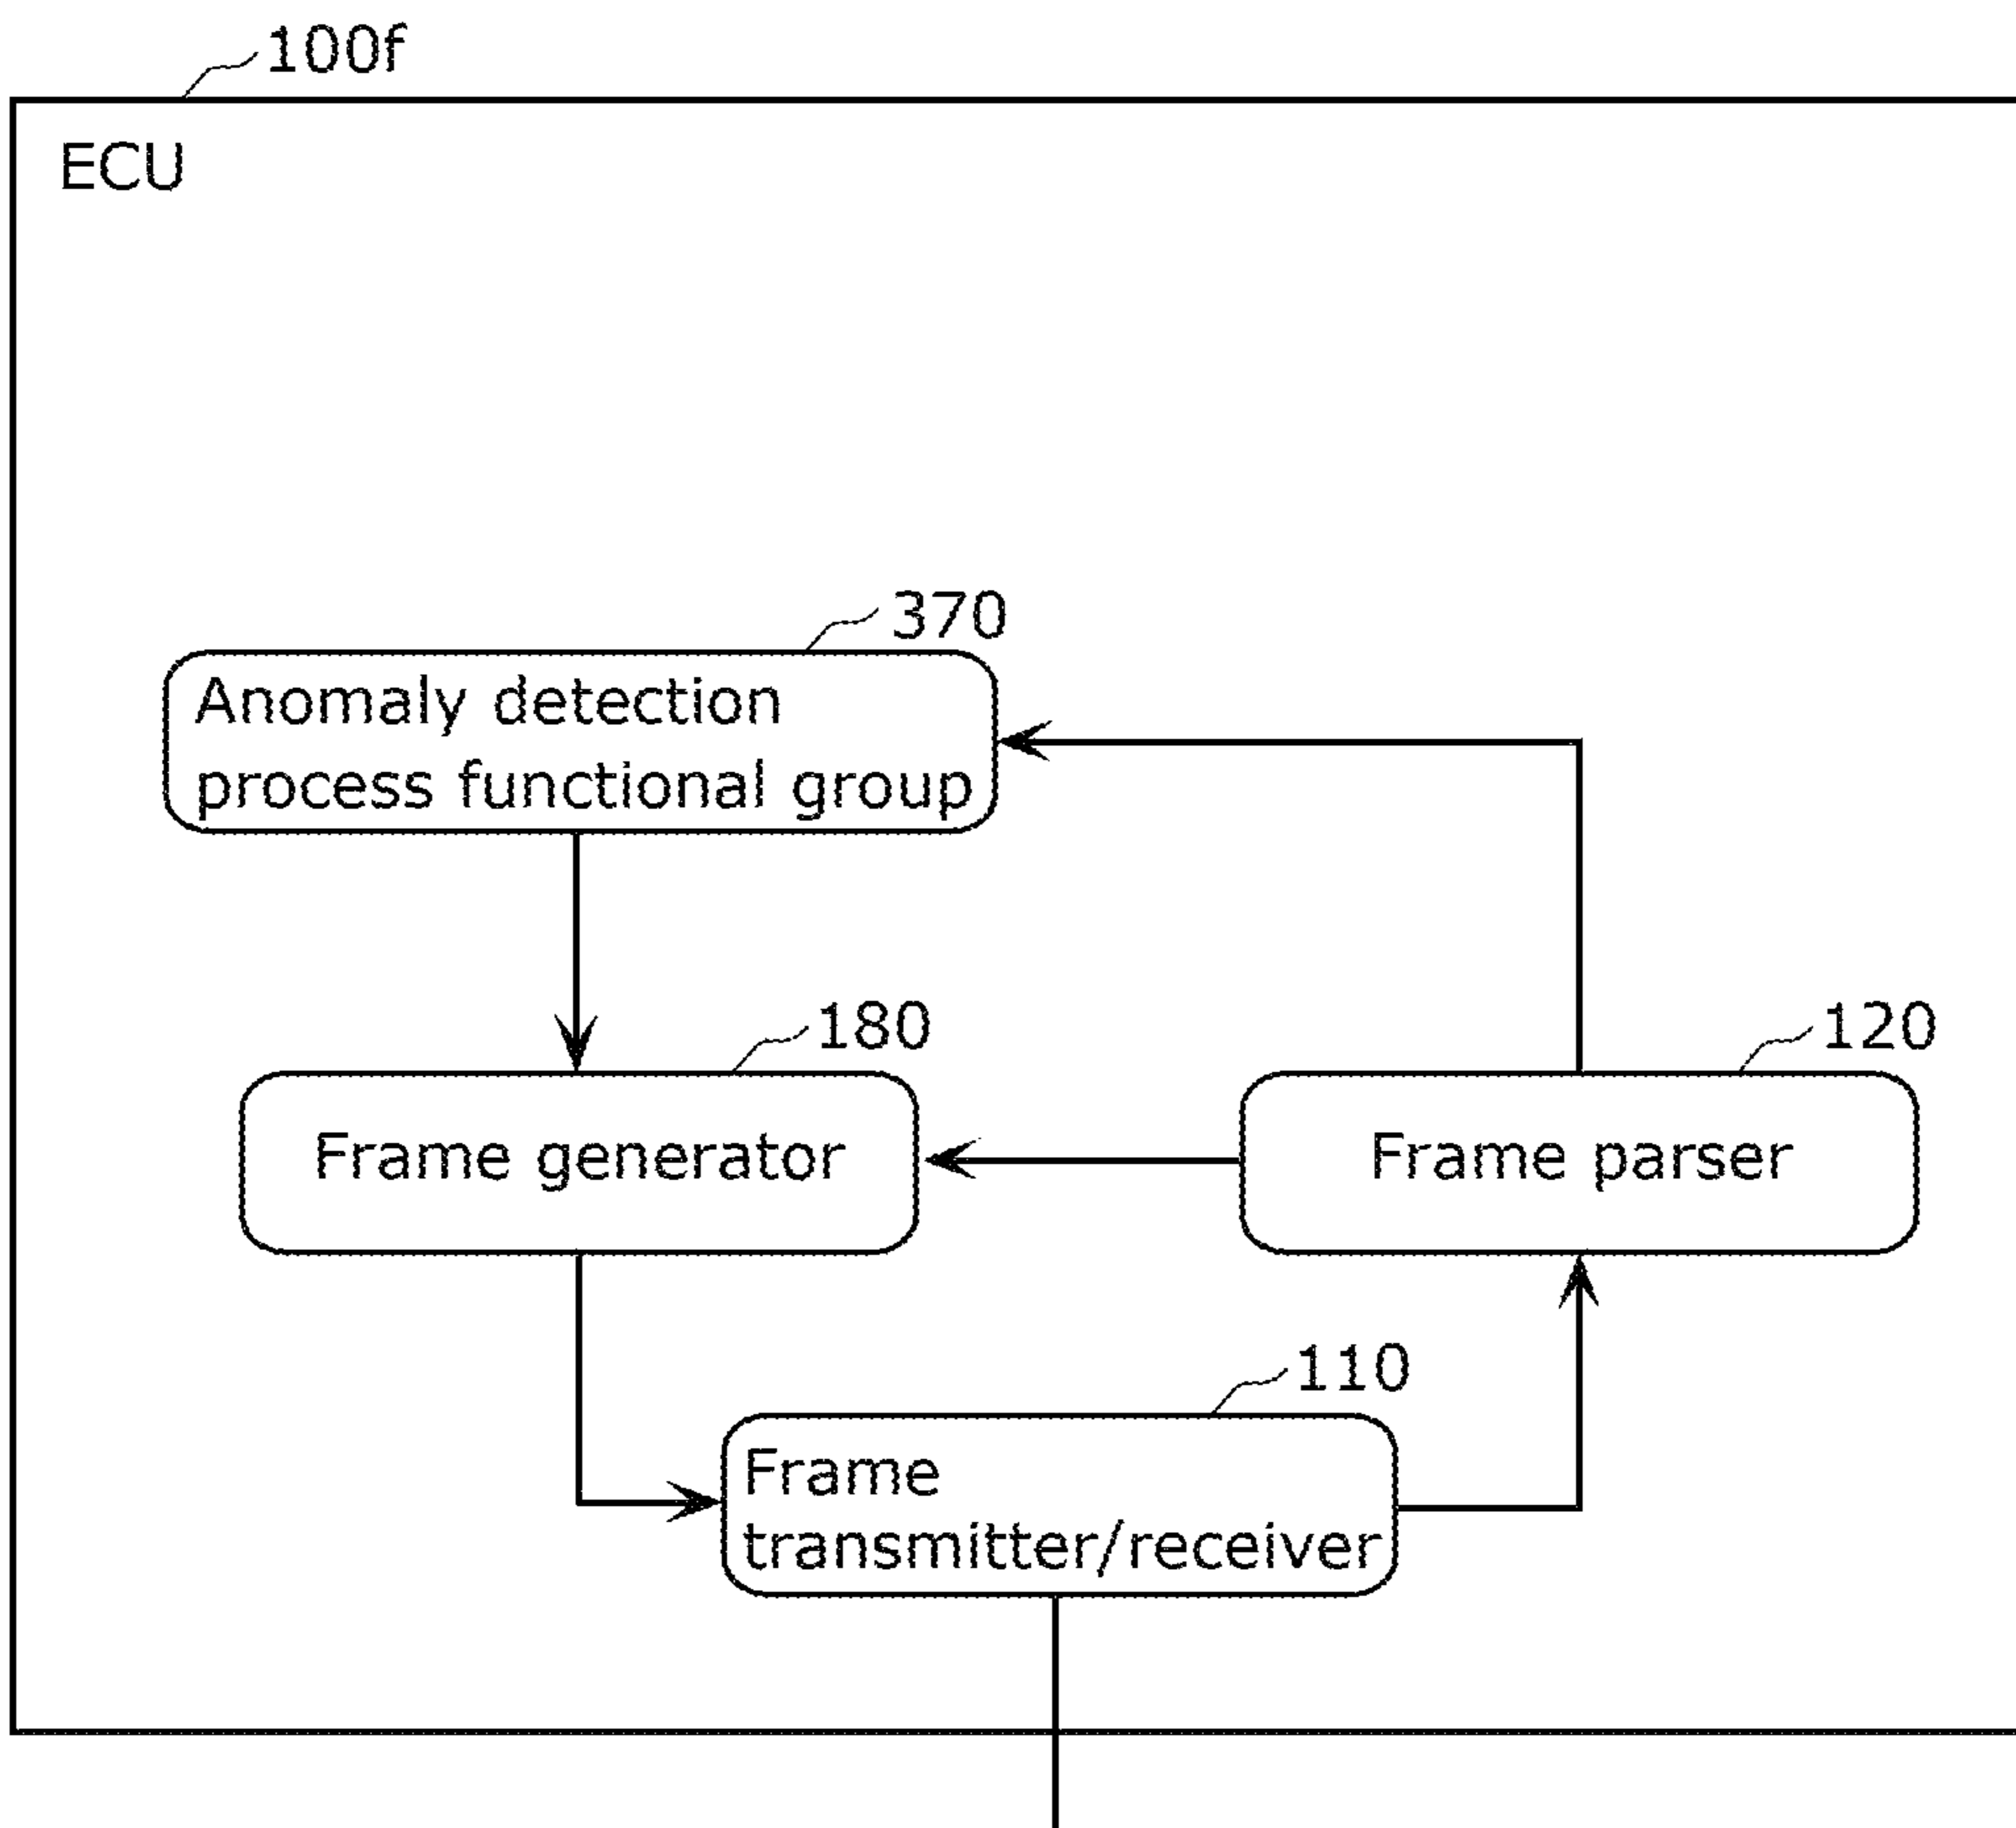 100f
ECU
370
Anomaly detection
process functional group
180
120
Frame generator
Frame parser
110
Frame
transmitter/receiver